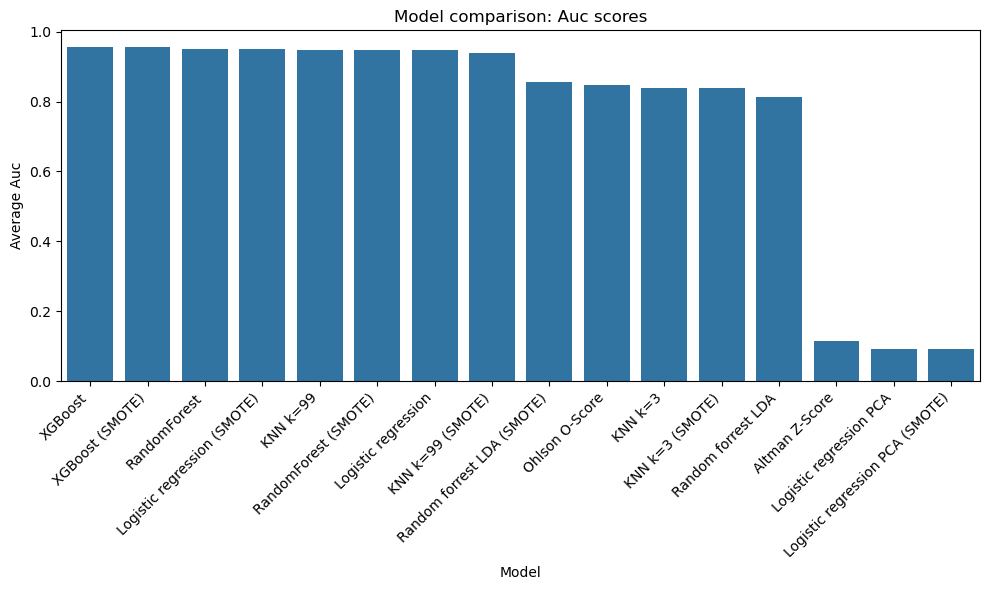 Model comparison: Auc scores
Average Auc
1.0
0.8
0.6
0.4
0.2
0.0
XGBoost
XGBoost (SMOTE)
RandomForest
Logistic regression (SMOTE)
KNN k=99
RandomForest (SMOTE)
Logistic regression
KNN k=99 (SMOTE)
Random forrest LDA (SMOTE)
Ohlson O-Score
KNN k=3
KNN k=3 (SMOTE)
Random forrest LDA
Altman Z-Score
Logistic regression PCA
Logistic regression PCA (SMOTE)
Model